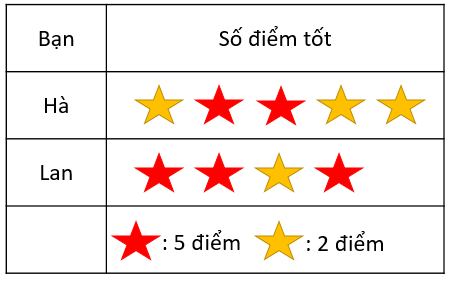 Bạn Số điểm tốt
Hà
Lan
: 5 điểm : 2 điểm